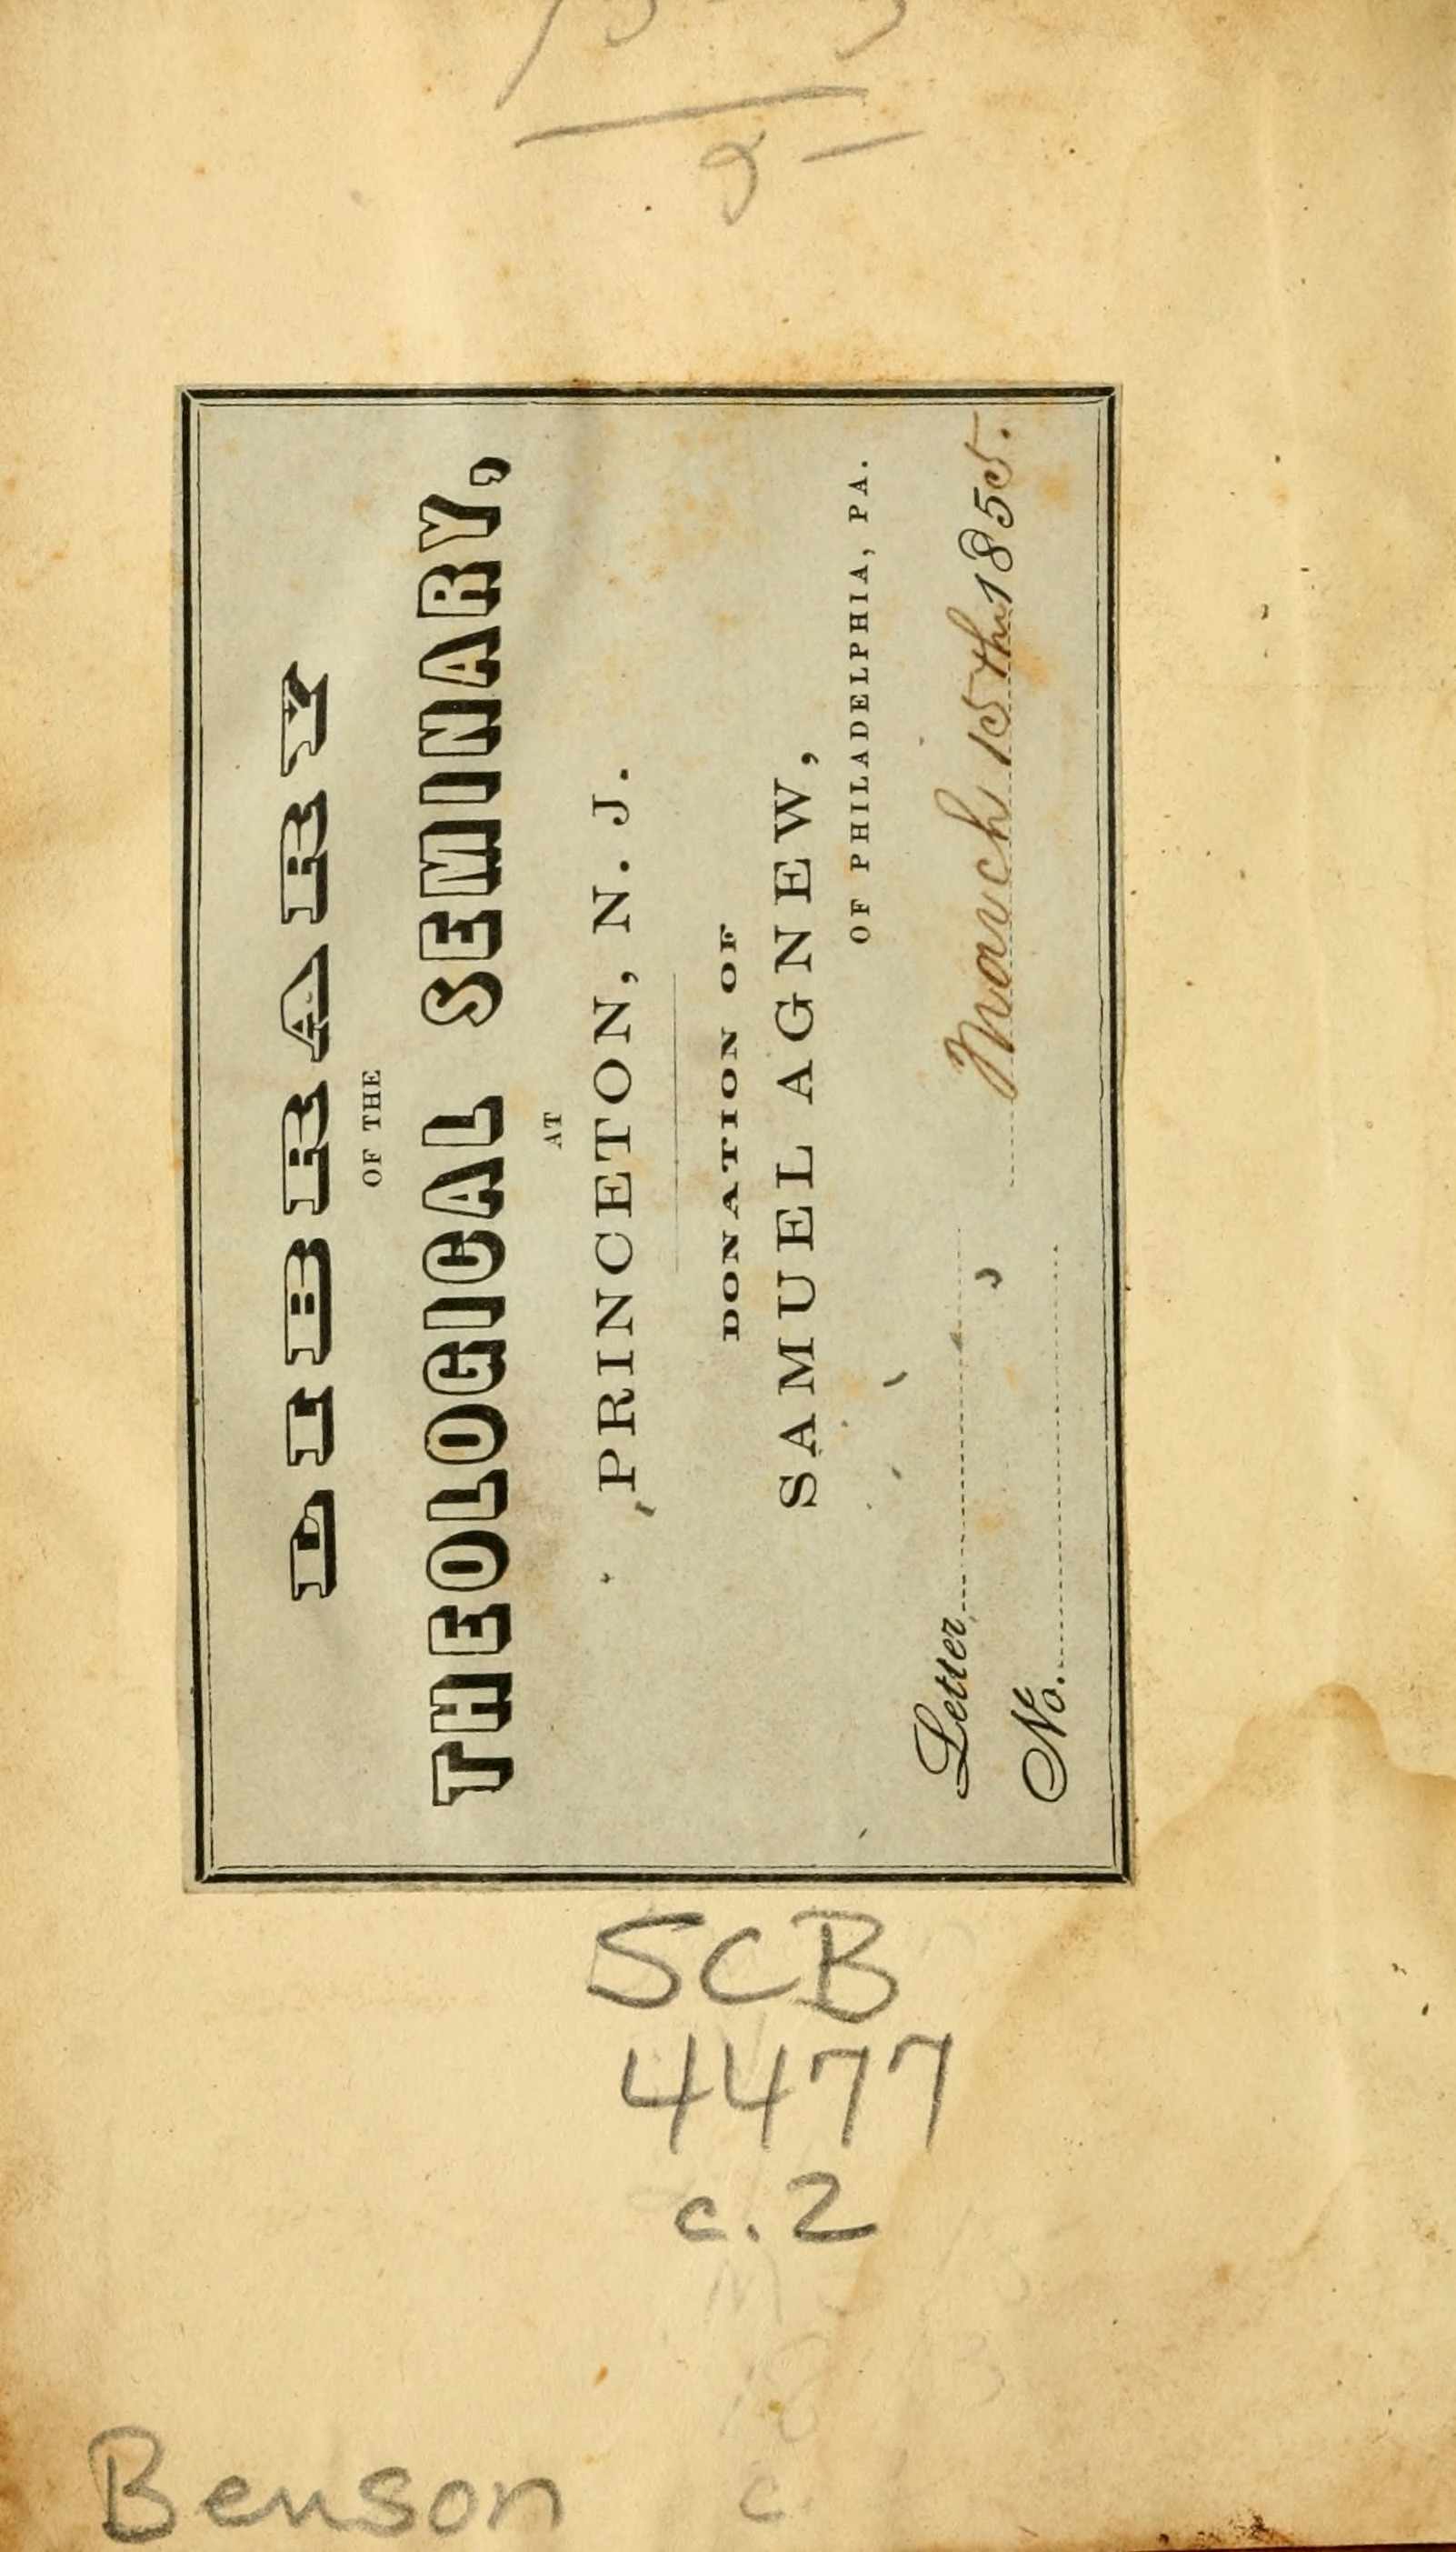 LIBRARY
OF THE
THEOLOGICAL SEMINARY,
AT
PRINCETON, N. J.
DONATION OF
SAMUEL AGNEW,
OF PHILADELPHIA, PA.
March 15th 1855.
Letter
No.
SCB
4477
c.2
Benson